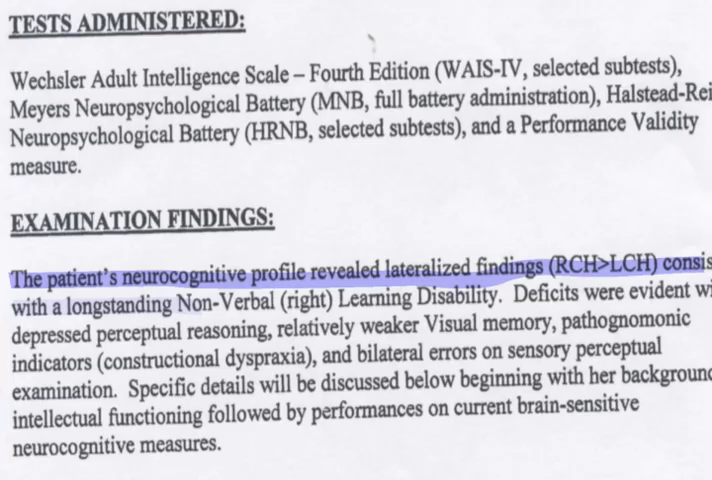 TESTS ADMINISTERED:
Wechsler Adult Intelligence Scale – Fourth Edition (WAIS-IV, selected subtests),
Meyers Neuropsychological Battery (MNB, full battery administration), Halstead-Rei
Neuropsychological Battery (HRNB, selected subtests), and a Performance Validity
measure.
EXAMINATION FINDINGS:
The patient's neurocognitive profile revealed lateralized findings (RCH>LCH) consis
with a longstanding Non-Verbal (right) Learning Disability. Deficits were evident wi
depressed perceptual reasoning, relatively weaker Visual memory, pathognomonic
indicators (constructional dyspraxia), and bilateral errors on sensory perceptual
examination. Specific details will be discussed below beginning with her background
intellectual functioning followed by performances on current brain-sensitive
neurocognitive measures.